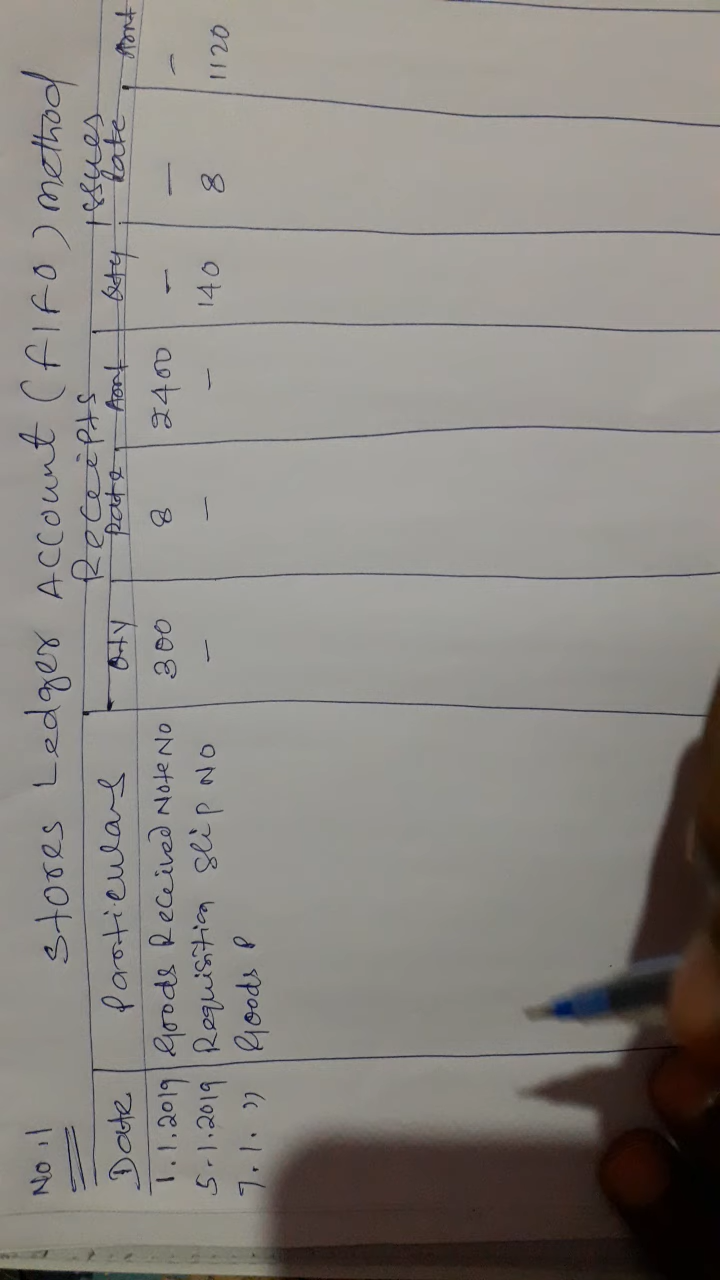 No:1
Stores Ledger Account (FIFO) method
Receipts Issues
Date Particulars Qty Rate Amt Qty Rate Amt
1.1.2019 Goods Received Note No 300 8 2400 - - -
5.1.2019 Requisition Slip No - - - 140 8 1120
7.1. " Goods R